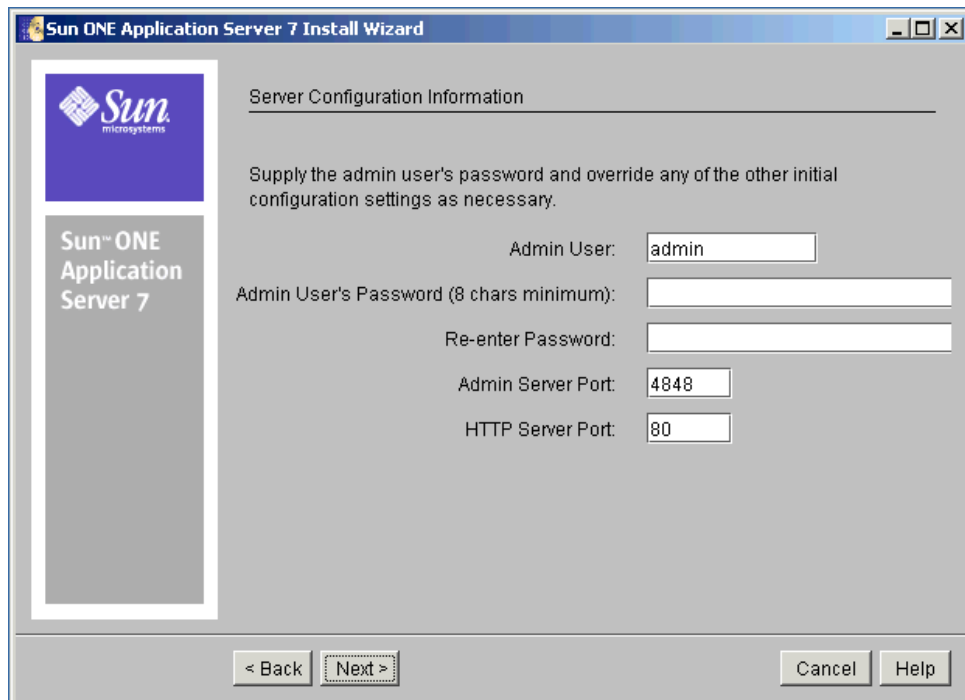 Sun ONE Application Server 7 Install Wizard
Sun
microsystems
Sun™ ONE
Application
Server 7
Server Configuration Information
Supply the admin user's password and override any of the other initial
configuration settings as necessary.
Admin User: admin
Admin User's Password (8 chars minimum):
Re-enter Password:
Admin Server Port: 4848
HTTP Server Port: 80
< Back Next > Cancel Help